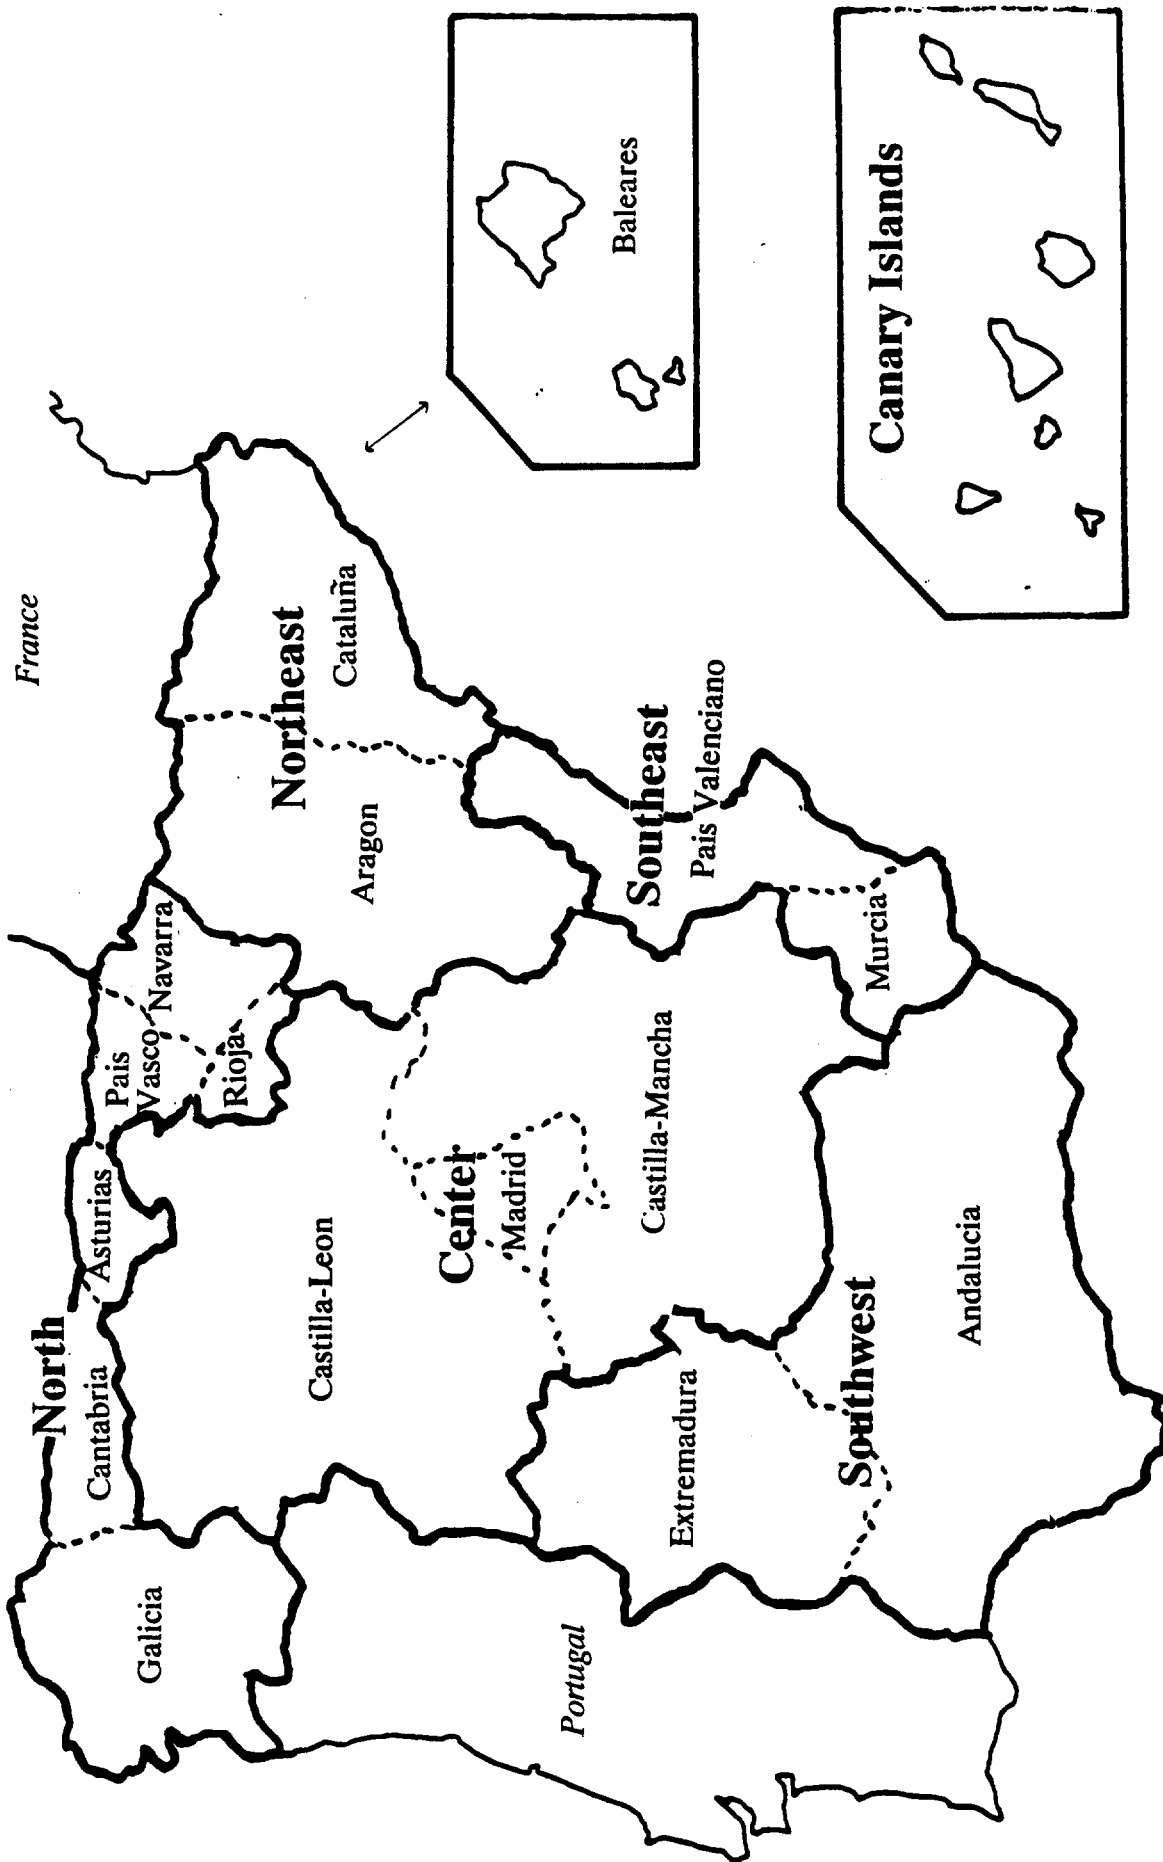 France
North
Galicia
Cantabria
Asturias
Pais
Vasco
Navarra
Rioja
Northeast
Aragon
Cataluña
Castilla-Leon
Center
Madrid
Castilla-Mancha
Portugal
Extremadura
Southeast
Pais Valenciano
Murcia
Southwest
Andalucia
Baleares
Canary Islands